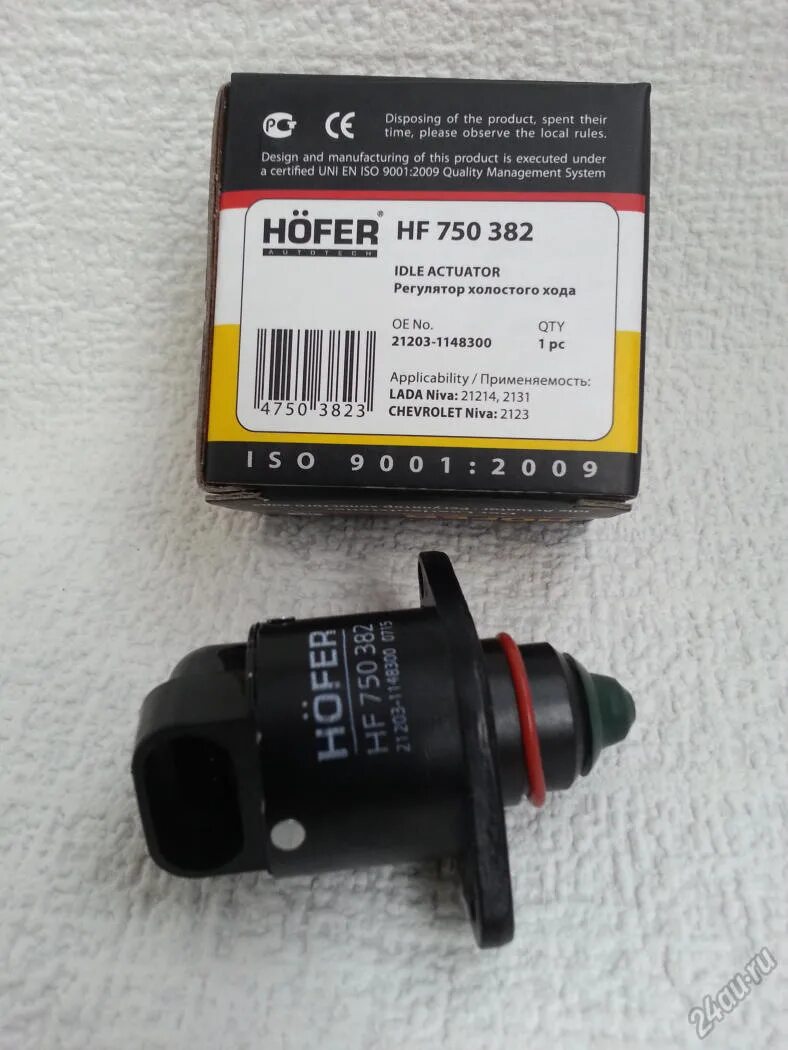 РСТ CE Disposing of the product, spent their
time, please observe the local rules.
Design and manufacturing of this product is executed under
a certified UNI EN ISO 9001:2009 Quality Management System
HÖFER® HF 750 382
AUTOTECH
IDLE ACTUATOR
Регулятор холостого хода
OE No. QTY
21203-1148300 1 pc
Applicability / Применяемость:
LADA Niva: 21214, 2131
CHEVROLET Niva: 2123
4750 3823
ISO 9001:2009
HÖFER
HF 750 382
21203-1148300 0715
24au.ru